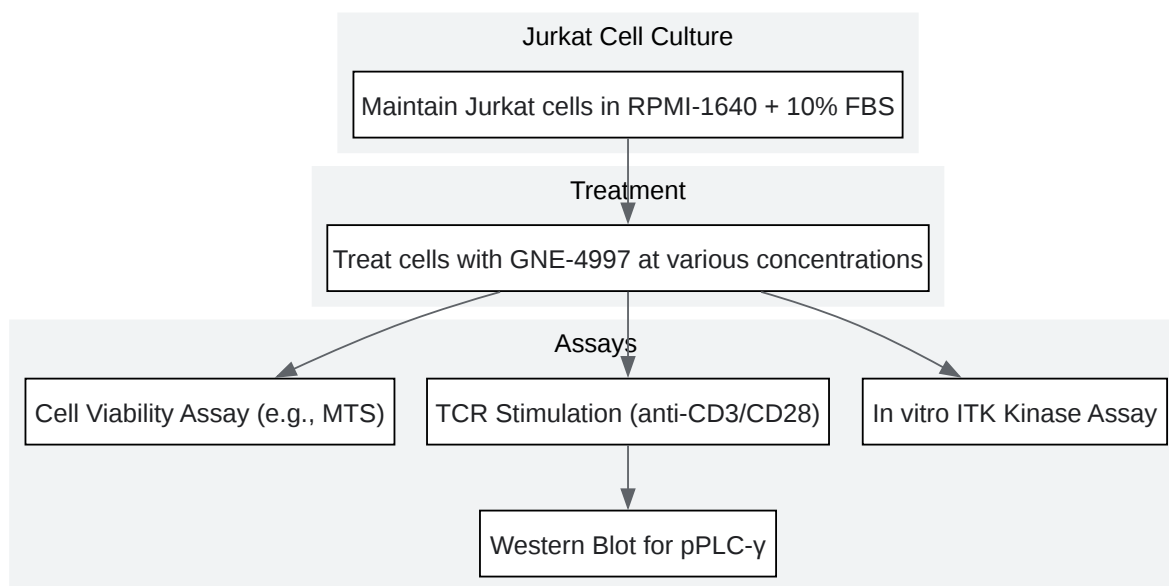 Jurkat Cell Culture
Maintain Jurkat cells in RPMI-1640 + 10% FBS
Treatment
Treat cells with GNE-4997 at various concentrations
Assays
Cell Viability Assay (e.g., MTS)
TCR Stimulation (anti-CD3/CD28)
In vitro ITK Kinase Assay
Western Blot for pPLC-γ